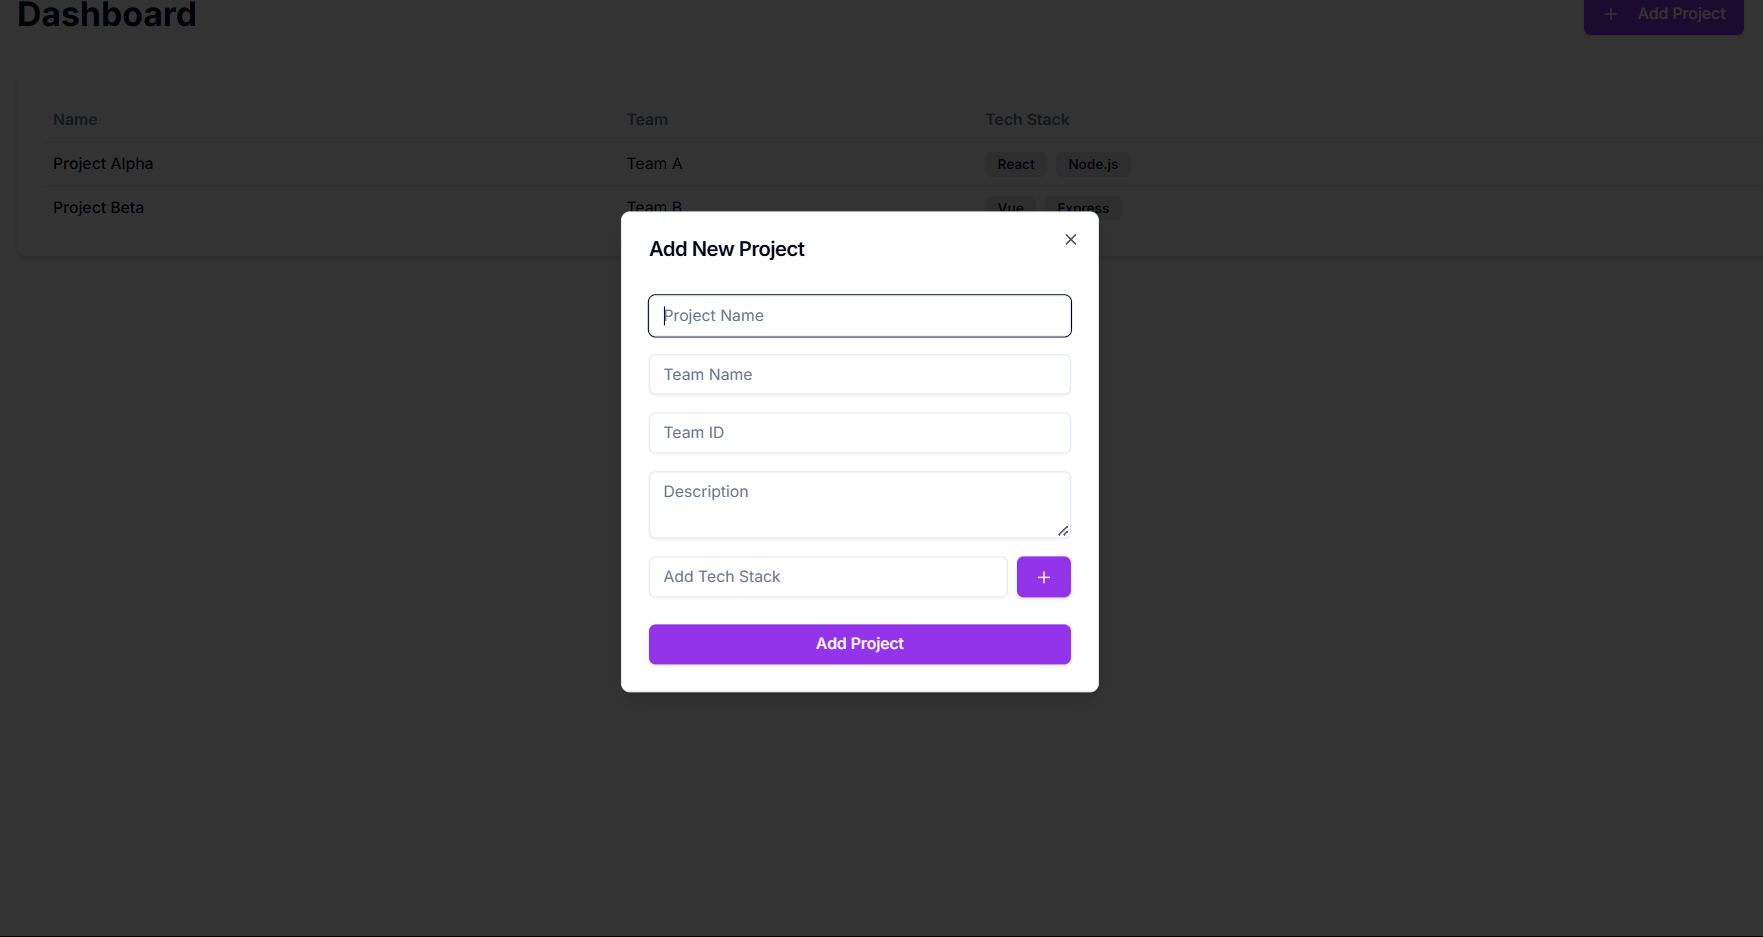 Dashboard
Add Project
Name Team Tech Stack
Project Alpha Team A React Node.js
Project Beta Team B Vue Express
Add New Project
Project Name
Team Name
Team ID
Description
Add Tech Stack
Add Project